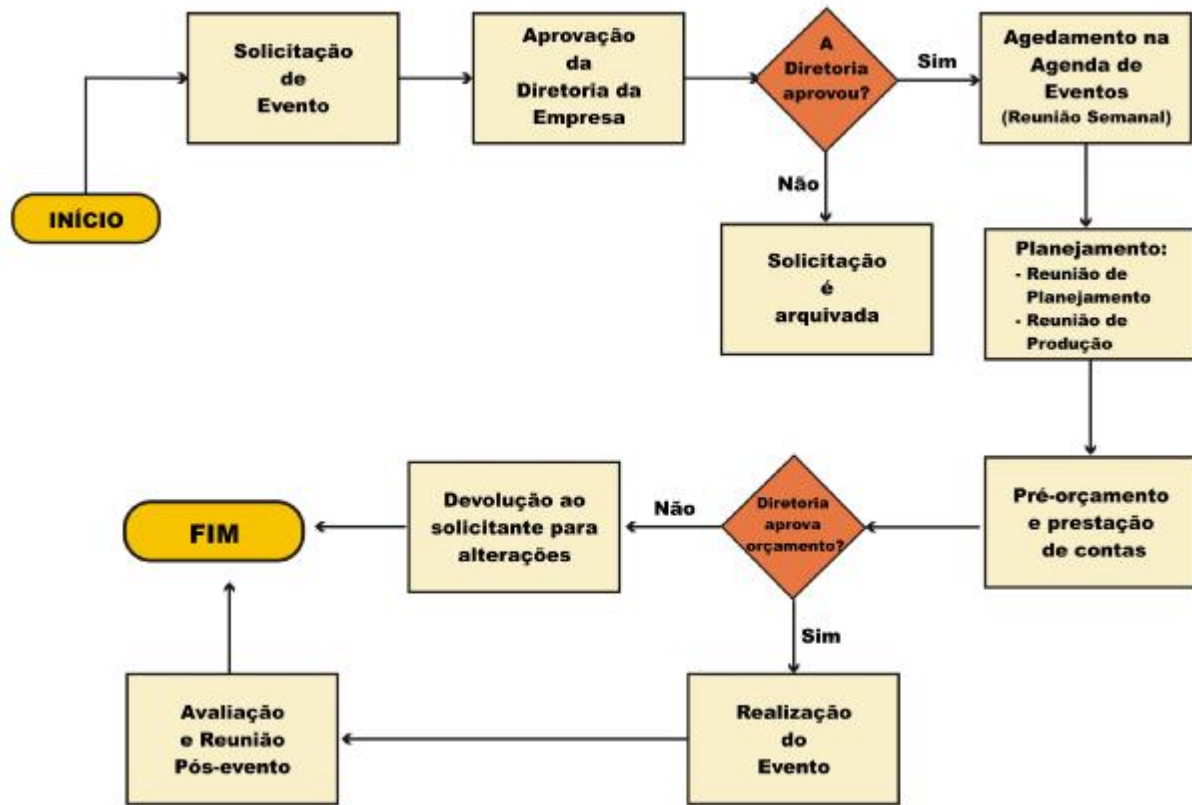 INÍCIO
Solicitação
de
Evento
Aprovação
da
Diretoria da
Empresa
A
Diretoria
aprovou?
Sim
Agedamento na
Agenda de
Eventos
(Reunião Semanal)
Não
Solicitação
é
arquivada
Planejamento:
- Reunião de
Planejamento
- Reunião de
Produção
Pré-orçamento
e prestação
de contas
Diretoria
aprova
orçamento?
Não
Devolução ao
solicitante para
alterações
FIM
Sim
Realização
do
Evento
Avaliação
e Reunião
Pós-evento